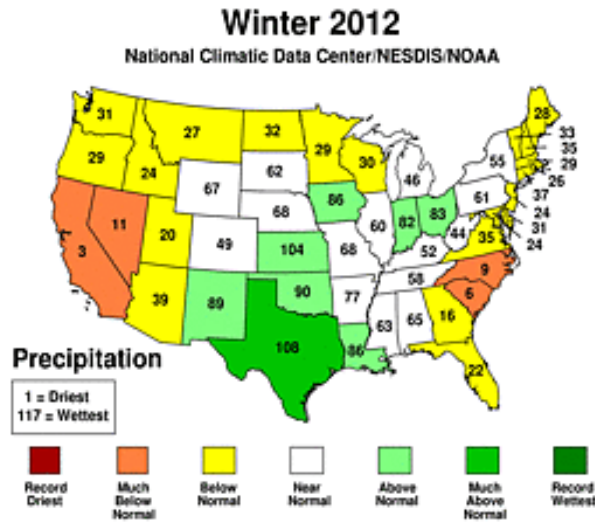 Winter 2012
National Climatic Data Center/NESDIS/NOAA
31
27
32
29
28
33
35
29
26
29
24
67
62
30
46
55
37
24
31
24
3
11
20
49
68
86
60
82
83
61
44
35
39
89
104
68
52
9
90
77
58
6
108
86
63
65
16
22
Precipitation
1 = Driest
117 = Wettest
Record
Driest
Much
Below
Normal
Below
Normal
Near
Normal
Above
Normal
Much
Above
Normal
Record
Wettest